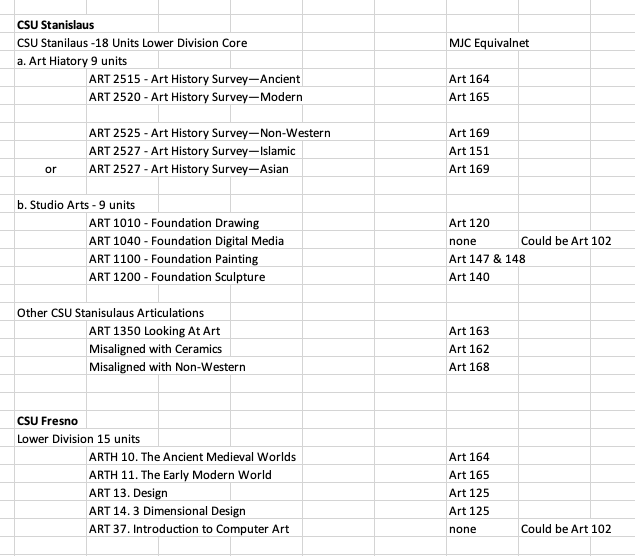 CSU Stanislaus
CSU Stanilaus -18 Units Lower Division Core MJC Equivalnet
a. Art Hiatory 9 units
ART 2515 - Art History Survey—Ancient Art 164
ART 2520 - Art History Survey—Modern Art 165
ART 2525 - Art History Survey—Non-Western Art 169
ART 2527 - Art History Survey—Islamic Art 151
or ART 2527 - Art History Survey—Asian Art 169
b. Studio Arts - 9 units
ART 1010 - Foundation Drawing Art 120
ART 1040 - Foundation Digital Media none Could be Art 102
ART 1100 - Foundation Painting Art 147 & 148
ART 1200 - Foundation Sculpture Art 140
Other CSU Stanisulaus Articulations
ART 1350 Looking At Art Art 163
Misaligned with Ceramics Art 162
Misaligned with Non-Western Art 168
CSU Fresno
Lower Division 15 units
ARTH 10. The Ancient Medieval Worlds Art 164
ARTH 11. The Early Modern World Art 165
ART 13. Design Art 125
ART 14. 3 Dimensional Design Art 125
ART 37. Introduction to Computer Art none Could be Art 102